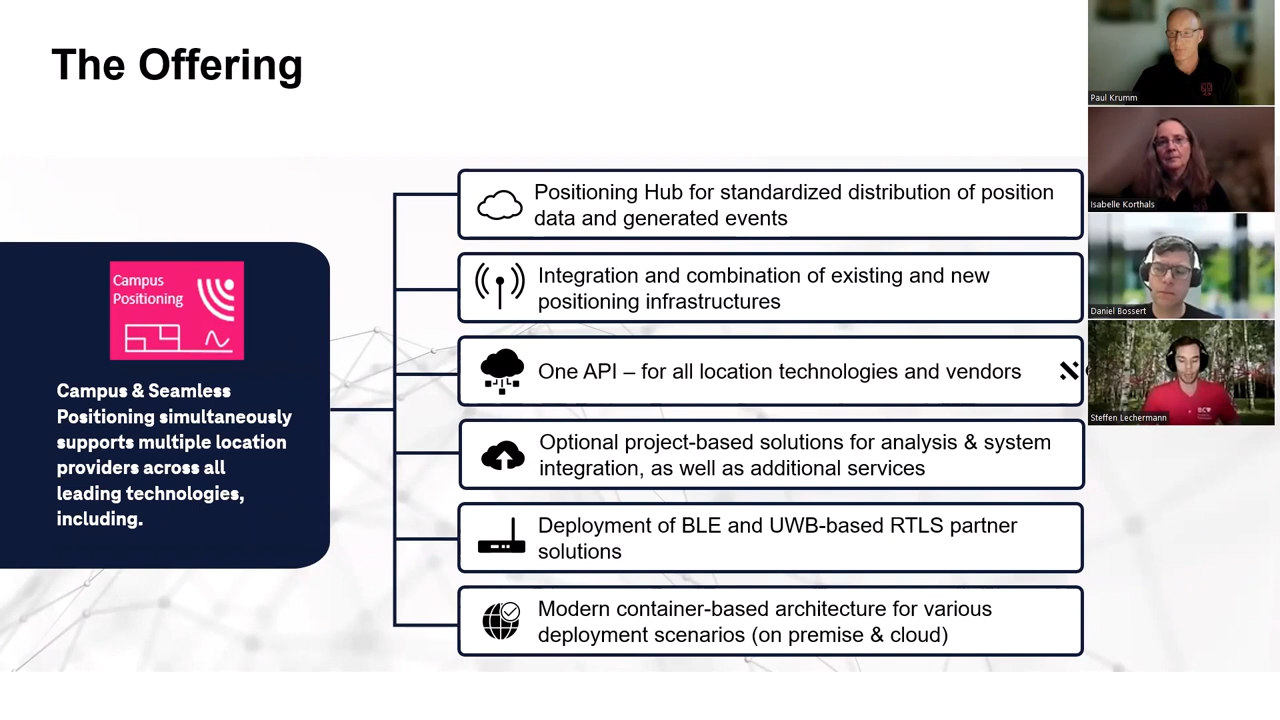 The Offering
Campus
Positioning
Campus & Seamless
Positioning simultaneously
supports multiple location
providers across all
leading technologies,
including.
Positioning Hub for standardized distribution of position
data and generated events
Integration and combination of existing and new
positioning infrastructures
One API – for all location technologies and vendors
Optional project-based solutions for analysis & system
integration, as well as additional services
Deployment of BLE and UWB-based RTLS partner
solutions
Modern container-based architecture for various
deployment scenarios (on premise & cloud)
Paul Krumm
Isabelle Korthals
Daniel Bossert
Steffen Lechermann